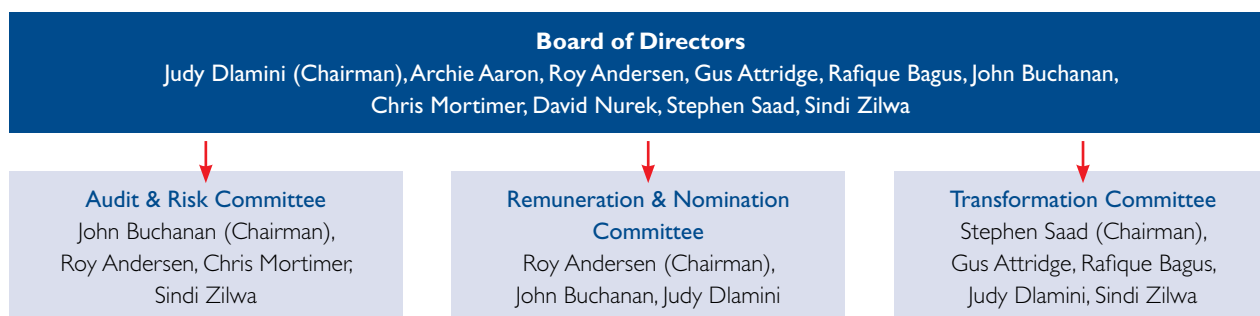 Board of Directors
Judy Dlamini (Chairman), Archie Aaron, Roy Andersen, Gus Attridge, Rafique Bagus, John Buchanan,
Chris Mortimer, David Nurek, Stephen Saad, Sindi Zilwa
Audit & Risk Committee
John Buchanan (Chairman),
Roy Andersen, Chris Mortimer,
Sindi Zilwa
Remuneration & Nomination
Committee
Roy Andersen (Chairman),
John Buchanan, Judy Dlamini
Transformation Committee
Stephen Saad (Chairman),
Gus Attridge, Rafique Bagus,
Judy Dlamini, Sindi Zilwa